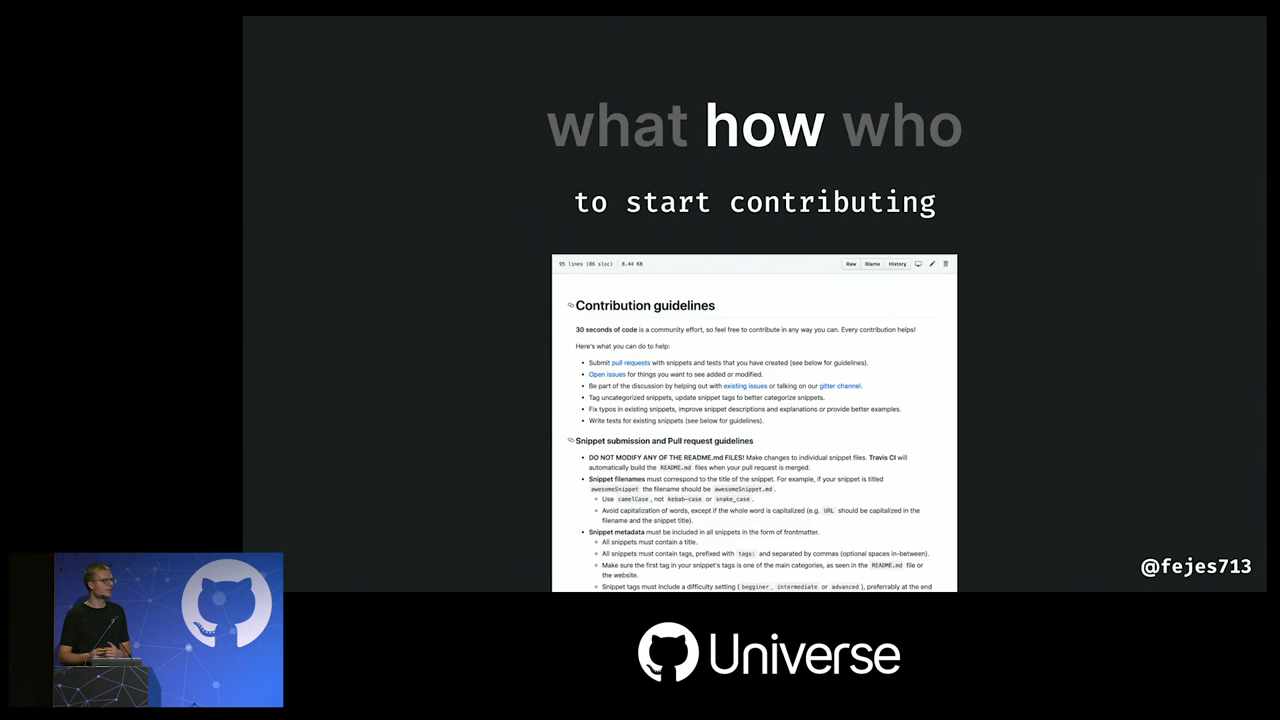 what how who
to start contributing
95 lines (86 sloc) 8.44 KB Raw Blame History
Contribution guidelines
30 seconds of code is a community effort, so feel free to contribute in any way you can. Every contribution helps!
Here's what you can do to help:
• Submit pull requests with snippets and tests that you have created (see below for guidelines).
• Open issues for things you want to see added or modified.
• Be part of the discussion by helping out with existing issues or talking on our gitter channel.
• Tag uncategorized snippets, update snippet tags to better categorize snippets.
• Fix typos in existing snippets, improve snippet descriptions and explanations or provide better examples.
• Write tests for existing snippets (see below for guidelines).
Snippet submission and Pull request guidelines
• DO NOT MODIFY ANY OF THE README.md FILES! Make changes to individual snippet files. Travis CI will
automatically build the README.md files when your pull request is merged.
• Snippet filenames must correspond to the title of the snippet. For example, if your snippet is titled
awesomeSnippet the filename should be awesomeSnippet.md.
Use camelCase, not kebab-case or snake_case.
Avoid capitalization of words, except if the whole word is capitalized (e.g. URL should be capitalized in the
filename and the snippet title).
• Snippet metadata must be included in all snippets in the form of frontmatter.
All snippets must contain a title.
All snippets must contain tags, prefixed with tags: and separated by commas (optional spaces in-between).
Make sure the first tag in your snippet's tags is one of the main categories, as seen in the README.md file or
the website.
Snippet tags must include a difficulty setting ( begginer, intermediate or advanced ), preferrably at the end
@fejes713
Universe